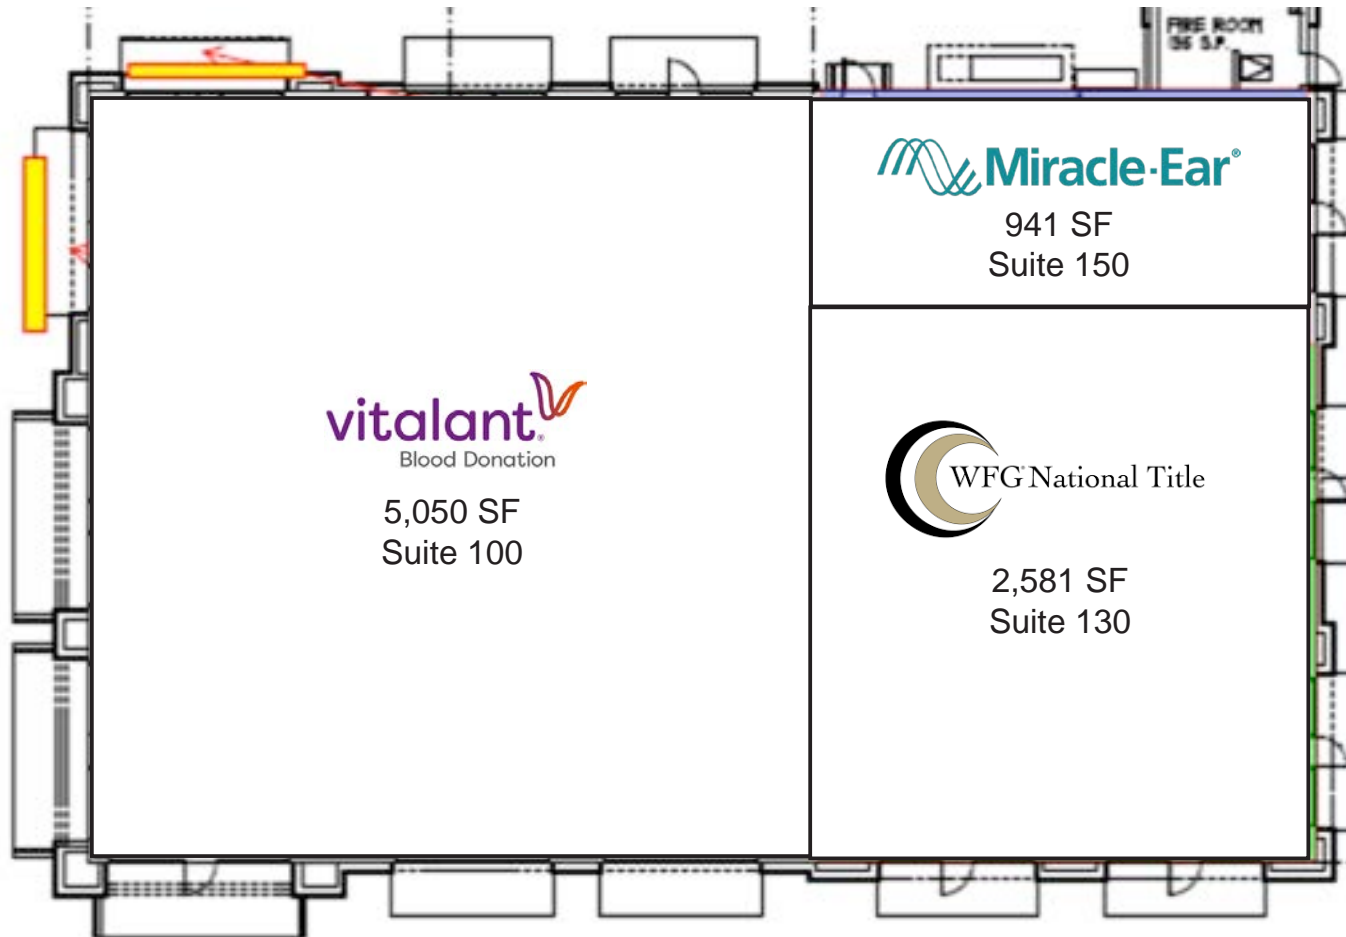 FIRE ROOM
136 S.F.
Miracle-Ear®
941 SF
Suite 150
vitalant®
Blood Donation
5,050 SF
Suite 100
WFG National Title
2,581 SF
Suite 130